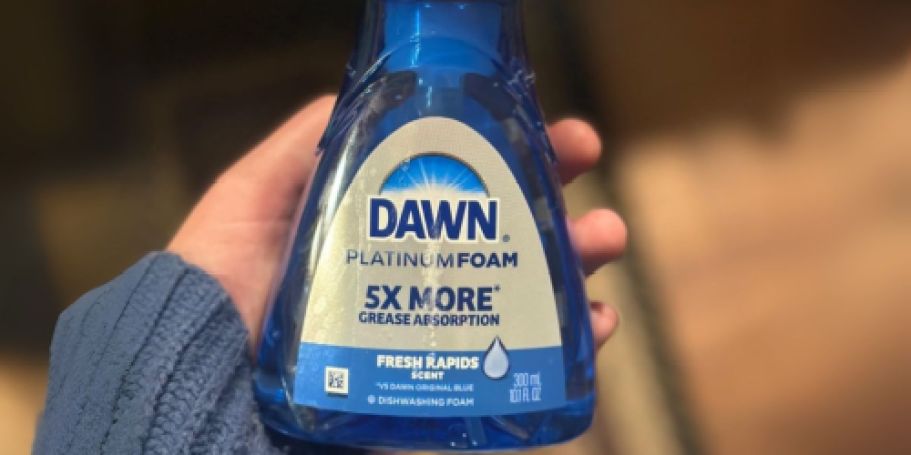 DAWN®
PLATINUMFOAM
5X MORE*
GREASE ABSORPTION
FRESH RAPIDS
SCENT
*VS DAWN ORIGINAL BLUE
DISHWASHING FOAM
300 mL
10.1 FL OZ